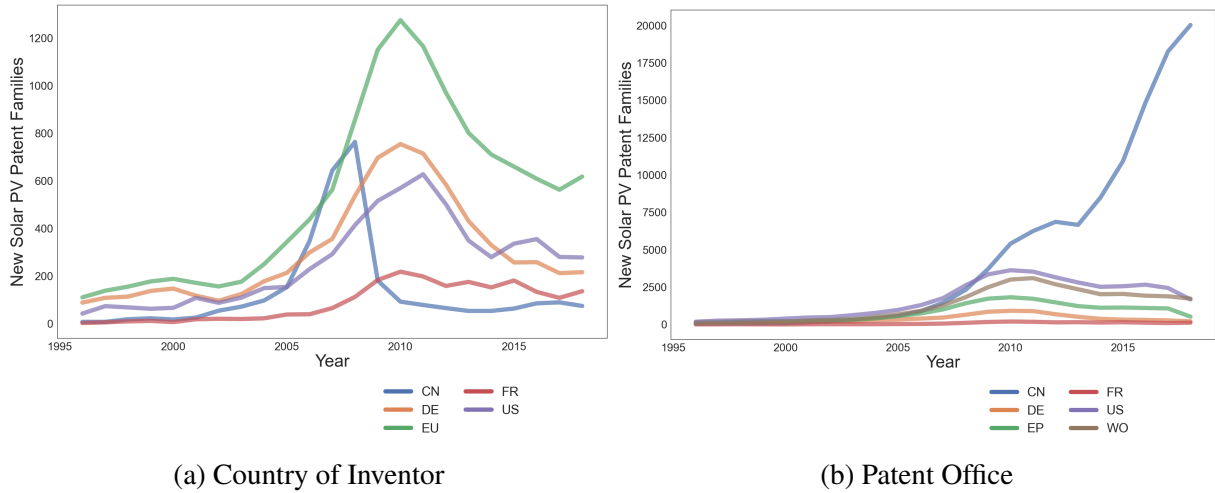 New Solar PV Patent Families
1200
1000
800
600
400
200
0
1995
2000
2005
2010
2015
Year
CN
FR
DE
US
EU
(a) Country of Inventor
New Solar PV Patent Families
20000
17500
15000
12500
10000
7500
5000
2500
0
1995
2000
2005
2010
2015
Year
CN
FR
DE
US
EP
WO
(b) Patent Office